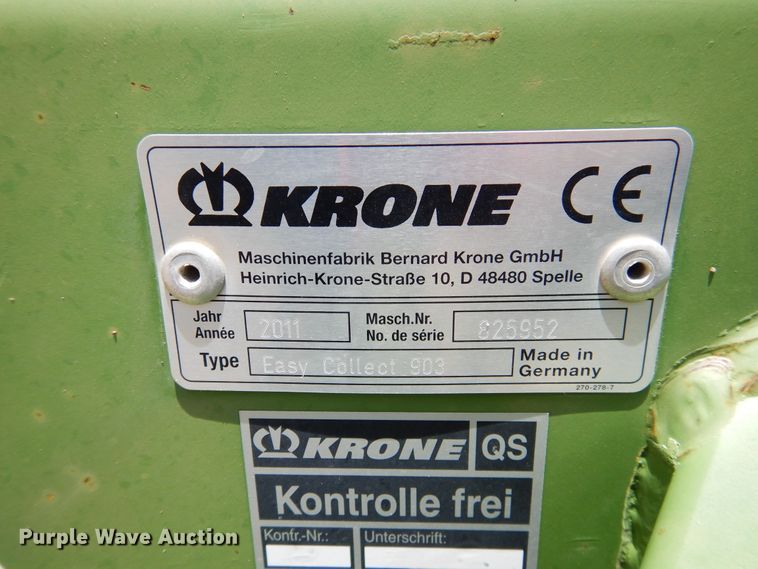 KRONE CE
Maschinenfabrik Bernard Krone GmbH
Heinrich-Krone-Straße 10, D 48480 Spelle
Jahr
Année 2011 Masch.Nr.
No. de série 825952
Type Easy Collect 903 Made in
Germany
270-278-7
KRONE QS
Kontrolle frei
Kontr.-Nr.: Unterschrift:
Purple Wave Auction